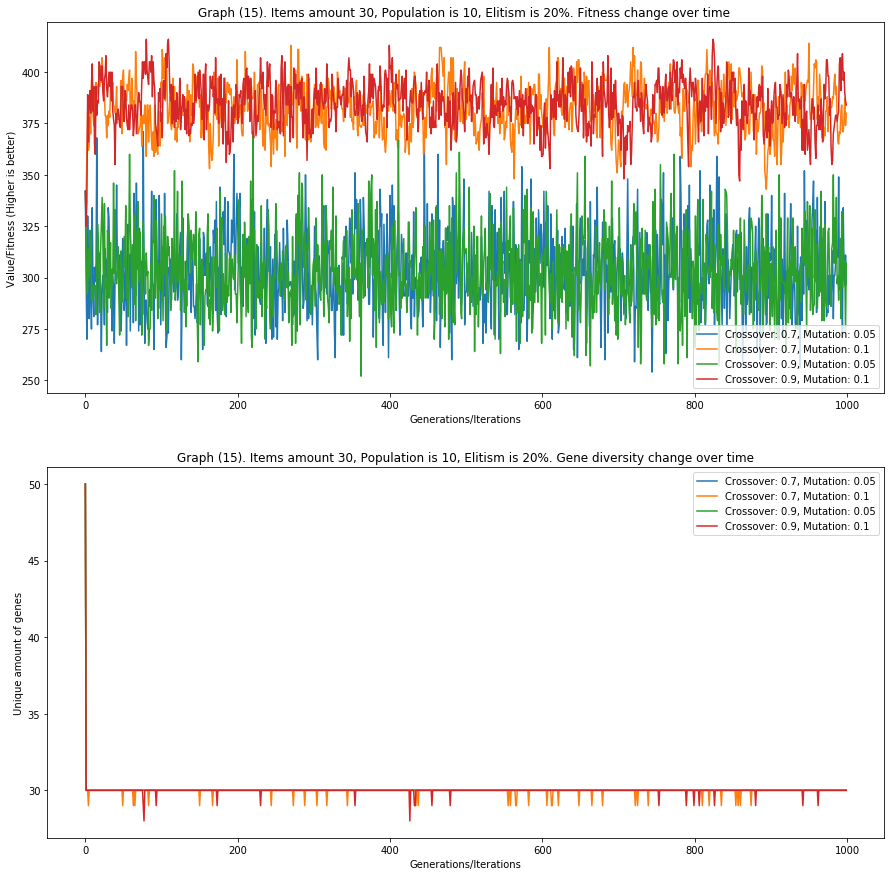 Graph (15). Items amount 30, Population is 10, Elitism is 20%. Fitness change over time
Value/Fitness (Higher is better)
400
375
350
325
300
275
250
0
200
400
600
800
1000
Generations/Iterations
Crossover: 0.7, Mutation: 0.05
Crossover: 0.7, Mutation: 0.1
Crossover: 0.9, Mutation: 0.05
Crossover: 0.9, Mutation: 0.1
Graph (15). Items amount 30, Population is 10, Elitism is 20%. Gene diversity change over time
Unique amount of genes
50
45
40
35
30
0
200
400
600
800
1000
Generations/Iterations
Crossover: 0.7, Mutation: 0.05
Crossover: 0.7, Mutation: 0.1
Crossover: 0.9, Mutation: 0.05
Crossover: 0.9, Mutation: 0.1